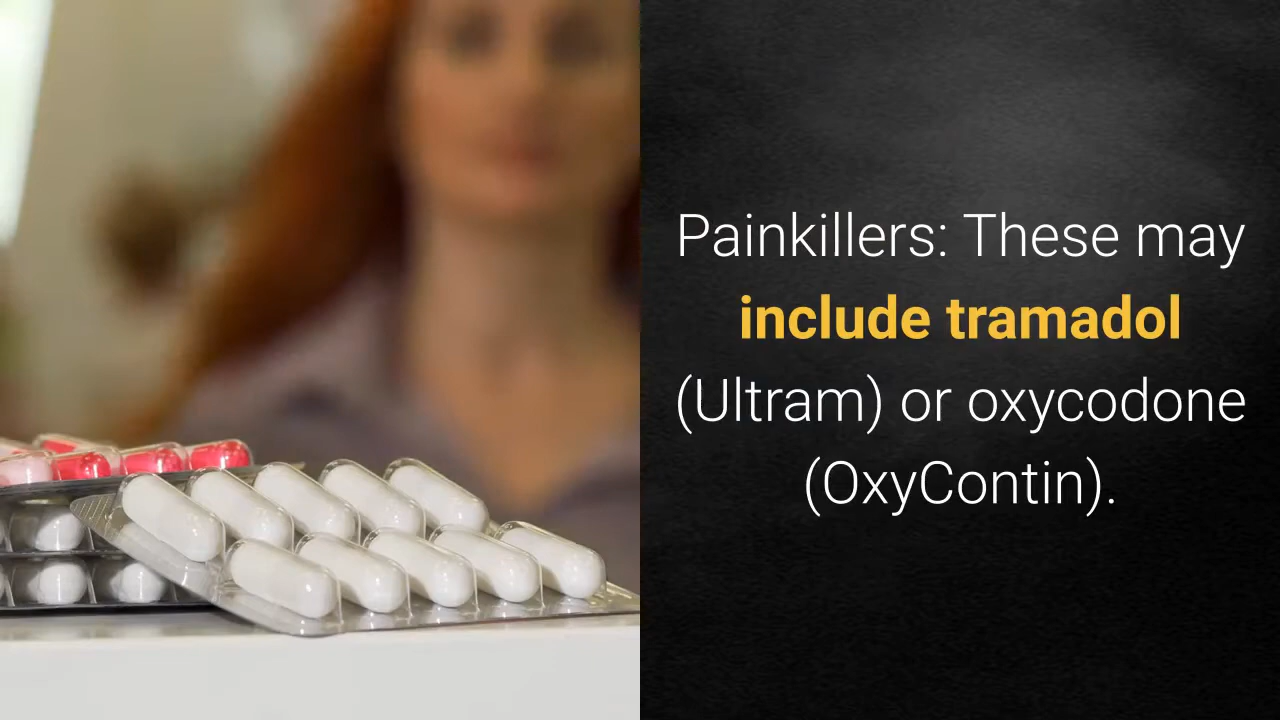 Painkillers: These may
include tramadol
(Ultram) or oxycodone
(OxyContin).